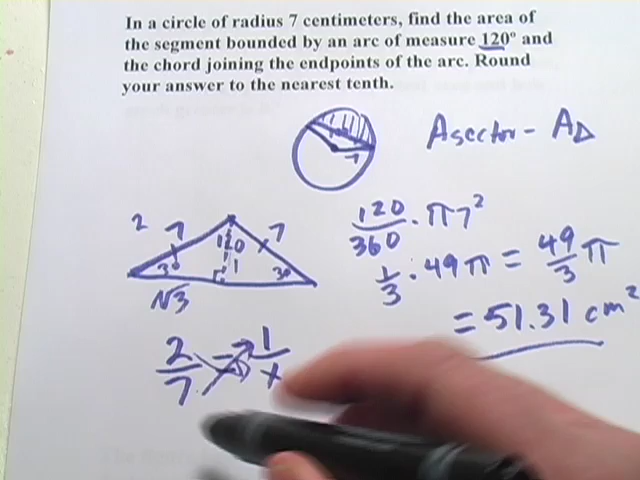 In a circle of radius 7 centimeters, find the area of
the segment bounded by an arc of measure 120° and
the chord joining the endpoints of the arc. Round
your answer to the nearest tenth.
A sector - A△
7
120/360 · π7²
1/3 · 49π = 49/3 π
= 51.31 cm²
2 7 120 7
30 1 30
√3
2/7 = 1/x